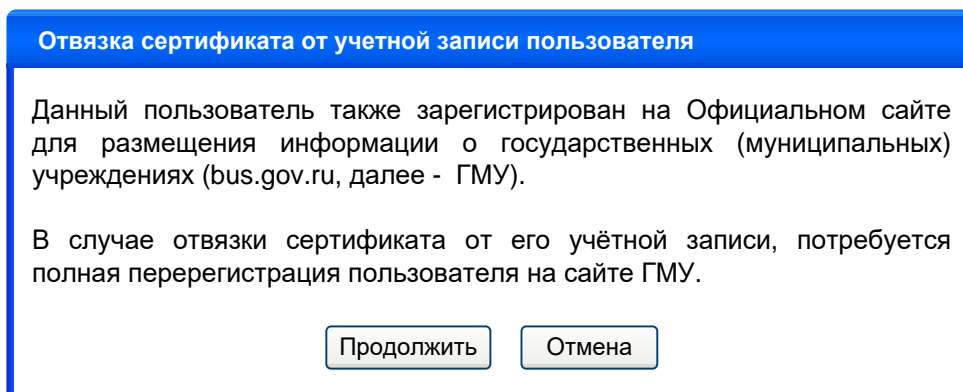 Отвязка сертификата от учетной записи пользователя
Данный пользователь также зарегистрирован на Официальном сайте
для размещения информации о государственных (муниципальных)
учреждениях (bus.gov.ru, далее - ГМУ).
В случае отвязки сертификата от его учётной записи, потребуется
полная перерегистрация пользователя на сайте ГМУ.
Продолжить Отмена